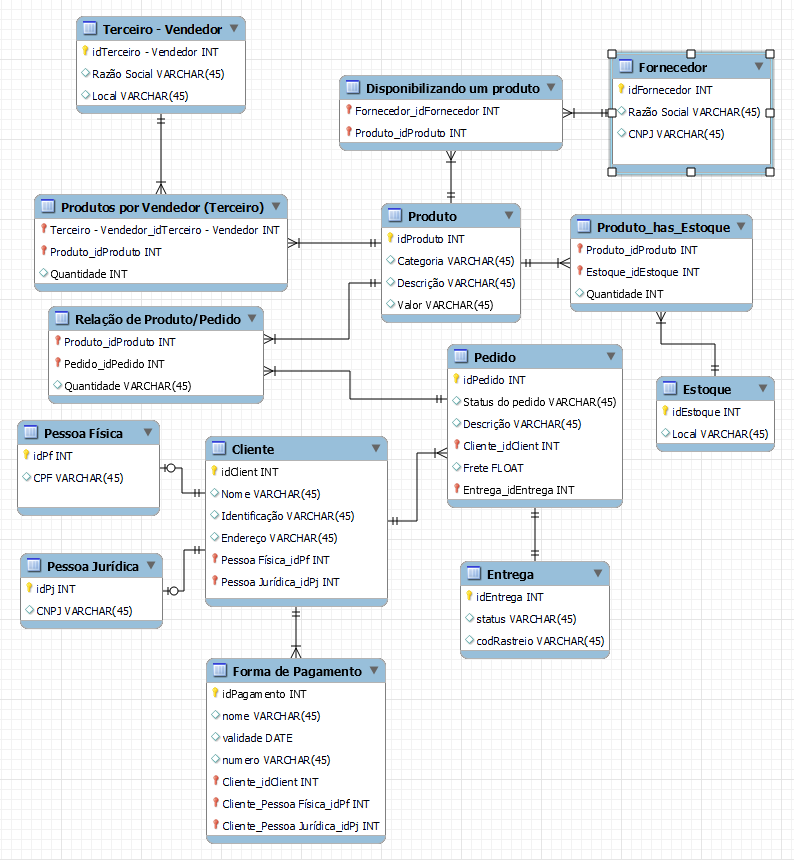 Terceiro - Vendedor
idTerceiro - Vendedor INT
Razão Social VARCHAR(45)
Local VARCHAR(45)
Disponibilizando um produto
Fornecedor_idFornecedor INT
Produto_idProduto INT
Fornecedor
idFornecedor INT
Razão Social VARCHAR(45)
CNPJ VARCHAR(45)
Produtos por Vendedor (Terceiro)
Terceiro - Vendedor_idTerceiro - Vendedor INT
Produto_idProduto INT
Quantidade INT
Produto
idProduto INT
Categoria VARCHAR(45)
Descrição VARCHAR(45)
Valor VARCHAR(45)
Produto_has_Estoque
Produto_idProduto INT
Estoque_idEstoque INT
Quantidade INT
Relação de Produto/Pedido
Produto_idProduto INT
Pedido_idPedido INT
Quantidade VARCHAR(45)
Pedido
idPedido INT
Status do pedido VARCHAR(45)
Descrição VARCHAR(45)
Cliente_idClient INT
Frete FLOAT
Entrega_idEntrega INT
Estoque
idEstoque INT
Local VARCHAR(45)
Pessoa Física
idPf INT
CPF VARCHAR(45)
Cliente
idClient INT
Nome VARCHAR(45)
Identificação VARCHAR(45)
Endereço VARCHAR(45)
Pessoa Física_idPf INT
Pessoa Jurídica_idPj INT
Pessoa Jurídica
idPj INT
CNPJ VARCHAR(45)
Entrega
idEntrega INT
status VARCHAR(45)
codRastreio VARCHAR(45)
Forma de Pagamento
idPagamento INT
nome VARCHAR(45)
validade DATE
numero VARCHAR(45)
Cliente_idClient INT
Cliente_Pessoa Física_idPf INT
Cliente_Pessoa Jurídica_idPj INT